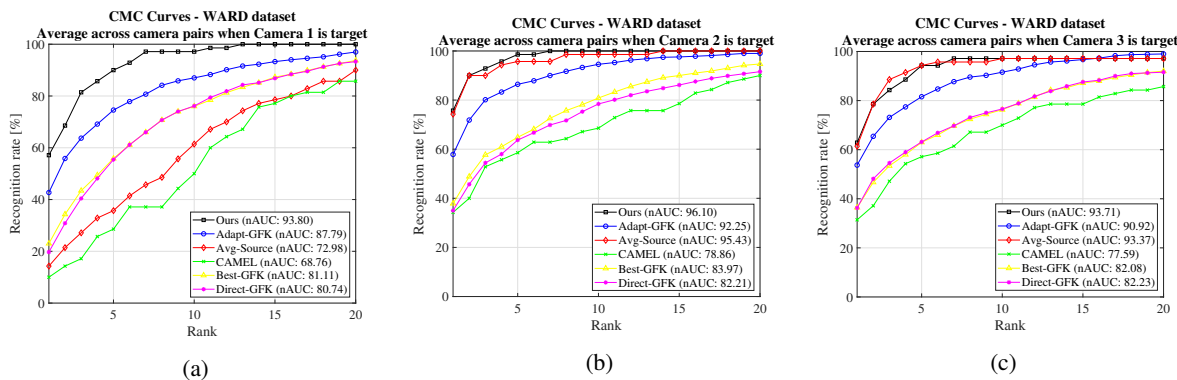 CMC Curves - WARD dataset
Average across camera pairs when Camera 1 is target
100
80
60
40
20
0
Recognition rate [%]
Ours (nAUC: 93.80)
Adapt-GFK (nAUC: 87.79)
Avg-Source (nAUC: 72.98)
CAMEL (nAUC: 68.76)
Best-GFK (nAUC: 81.11)
Direct-GFK (nAUC: 80.74)
5 10 15 20
Rank
(a)
CMC Curves - WARD dataset
Average across camera pairs when Camera 2 is target
100
80
60
40
20
0
Recognition rate [%]
Ours (nAUC: 96.10)
Adapt-GFK (nAUC: 92.25)
Avg-Source (nAUC: 95.43)
CAMEL (nAUC: 78.86)
Best-GFK (nAUC: 83.97)
Direct-GFK (nAUC: 82.21)
5 10 15 20
Rank
(b)
CMC Curves - WARD dataset
Average across camera pairs when Camera 3 is target
100
80
60
40
20
0
Recognition rate [%]
Ours (nAUC: 93.71)
Adapt-GFK (nAUC: 90.92)
Avg-Source (nAUC: 93.37)
CAMEL (nAUC: 77.59)
Best-GFK (nAUC: 82.08)
Direct-GFK (nAUC: 82.23)
5 10 15 20
Rank
(c)